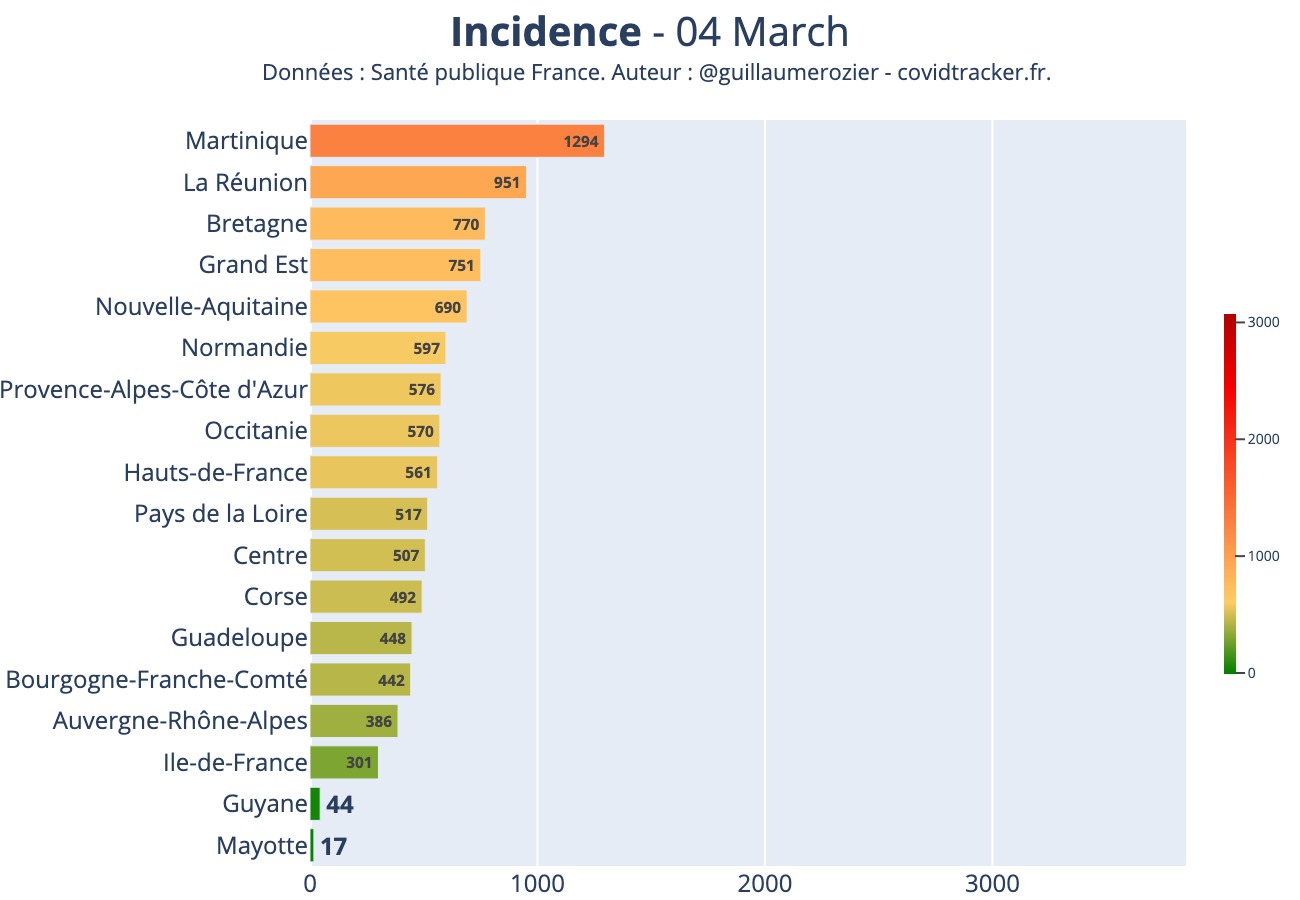 Incidence - 04 March
Données : Santé publique France. Auteur : @guillaumerozier - covidtracker.fr.
Martinique 1294
La Réunion 951
Bretagne 770
Grand Est 751
Nouvelle-Aquitaine 690
Normandie 597
Provence-Alpes-Côte d'Azur 576
Occitanie 570
Hauts-de-France 561
Pays de la Loire 517
Centre 507
Corse 492
Guadeloupe 448
Bourgogne-Franche-Comté 442
Auvergne-Rhône-Alpes 386
Ile-de-France 301
Guyane 44
Mayotte 17
0 1000 2000 3000
3000
2000
1000
0